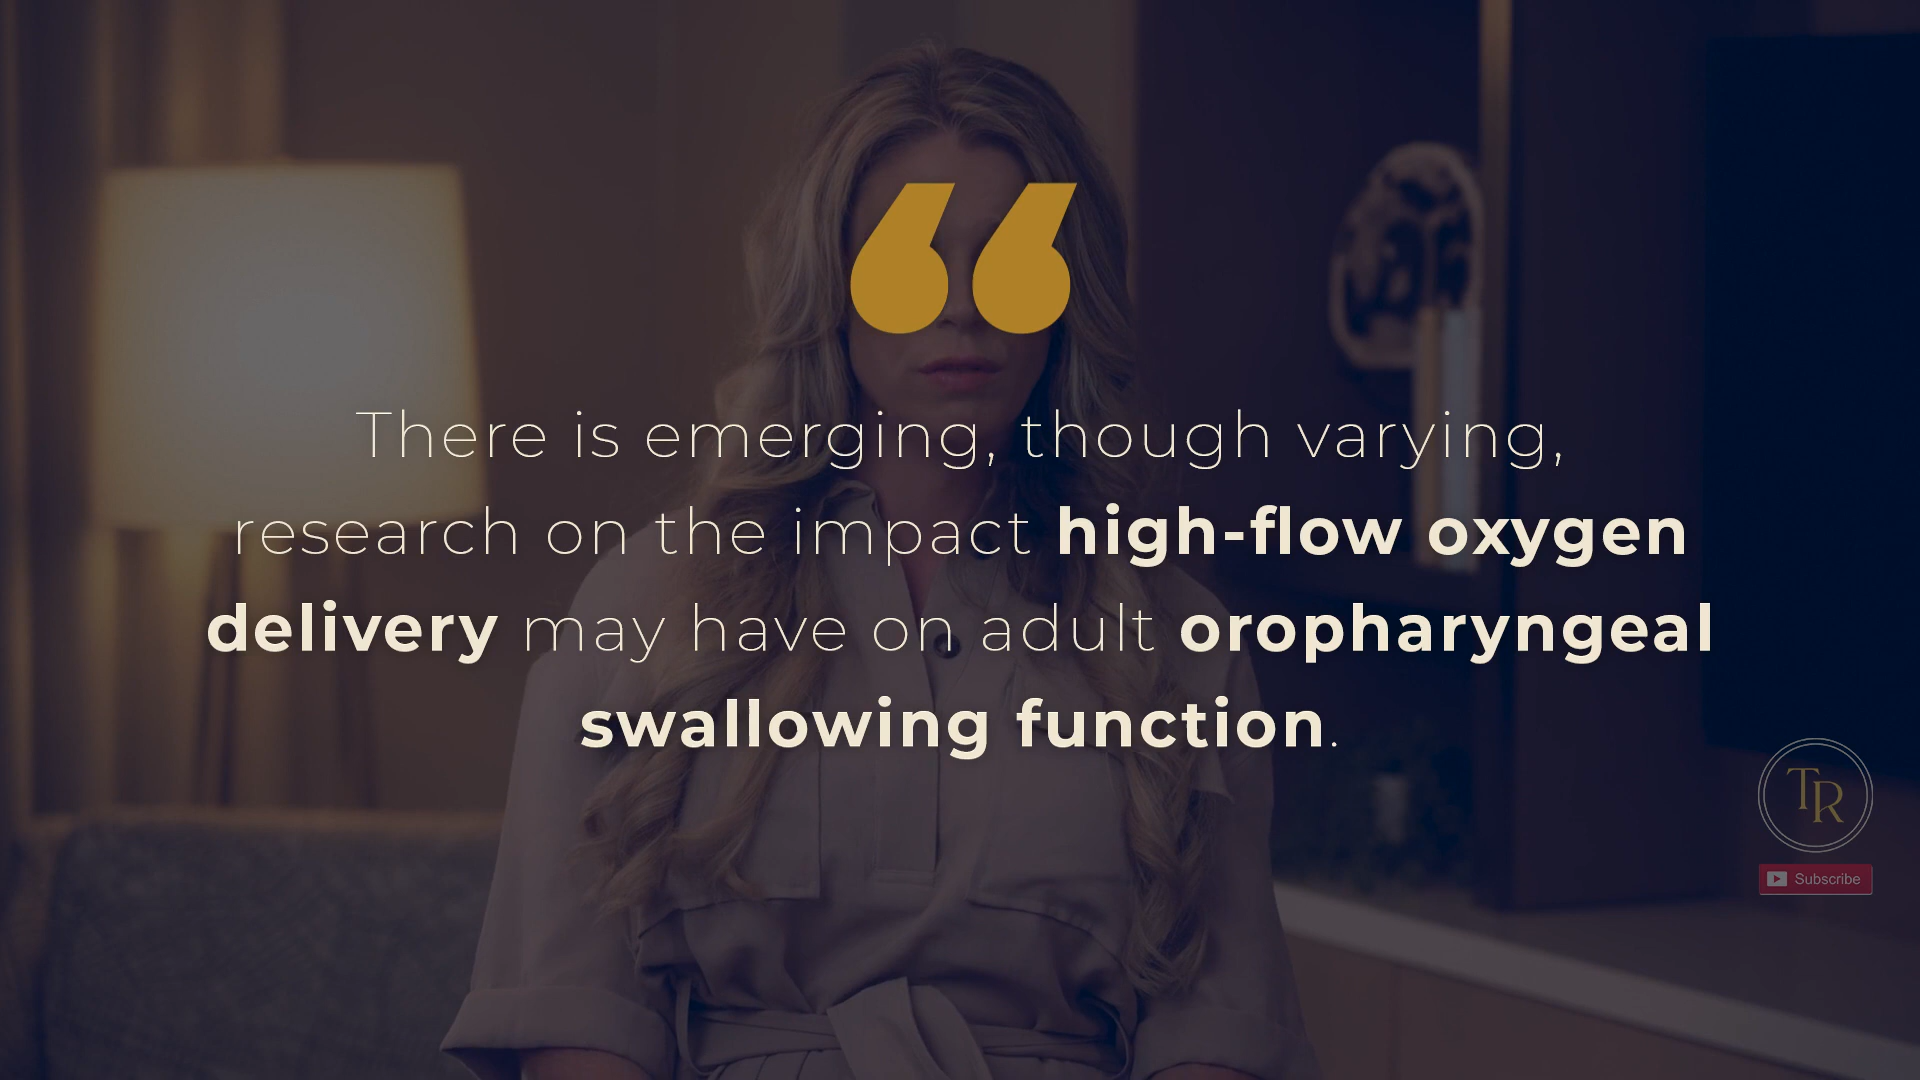 “
There is emerging, though varying,
research on the impact high-flow oxygen
delivery may have on adult oropharyngeal
swallowing function.
TR
Subscribe